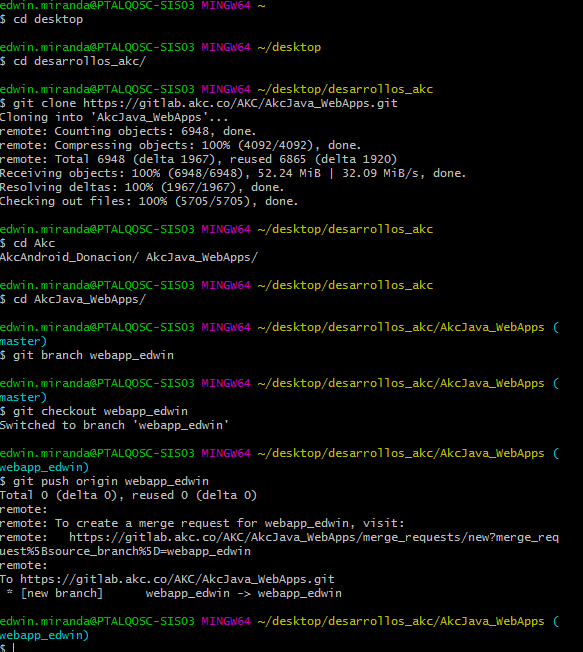 edwin.miranda@PTALQOSC-SIS03 MINGW64 ~
$ cd desktop
edwin.miranda@PTALQOSC-SIS03 MINGW64 ~/desktop
$ cd desarrollos_akc/
edwin.miranda@PTALQOSC-SIS03 MINGW64 ~/desktop/desarrollos_akc
$ git clone https://gitlab.akc.co/AKC/AkcJava_WebApps.git
Cloning into 'AkcJava_WebApps'...
remote: Counting objects: 6948, done.
remote: Compressing objects: 100% (4092/4092), done.
remote: Total 6948 (delta 1967), reused 6865 (delta 1920)
Receiving objects: 100% (6948/6948), 52.24 MiB | 32.09 MiB/s, done.
Resolving deltas: 100% (1967/1967), done.
Checking out files: 100% (5705/5705), done.
edwin.miranda@PTALQOSC-SIS03 MINGW64 ~/desktop/desarrollos_akc
$ cd Akc
AkcAndroid_Donacion/ AkcJava_WebApps/
edwin.miranda@PTALQOSC-SIS03 MINGW64 ~/desktop/desarrollos_akc
$ cd AkcJava_WebApps/
edwin.miranda@PTALQOSC-SIS03 MINGW64 ~/desktop/desarrollos_akc/AkcJava_WebApps (
master)
$ git branch webapp_edwin
edwin.miranda@PTALQOSC-SIS03 MINGW64 ~/desktop/desarrollos_akc/AkcJava_WebApps (
master)
$ git checkout webapp_edwin
Switched to branch 'webapp_edwin'
edwin.miranda@PTALQOSC-SIS03 MINGW64 ~/desktop/desarrollos_akc/AkcJava_WebApps (
webapp_edwin)
$ git push origin webapp_edwin
Total 0 (delta 0), reused 0 (delta 0)
remote:
remote: To create a merge request for webapp_edwin, visit:
remote:   https://gitlab.akc.co/AKC/AkcJava_WebApps/merge_requests/new?merge_req
uest%5Bsource_branch%5D=webapp_edwin
remote:
To https://gitlab.akc.co/AKC/AkcJava_WebApps.git
 * [new branch]      webapp_edwin -> webapp_edwin
edwin.miranda@PTALQOSC-SIS03 MINGW64 ~/desktop/desarrollos_akc/AkcJava_WebApps (
webapp_edwin)
$